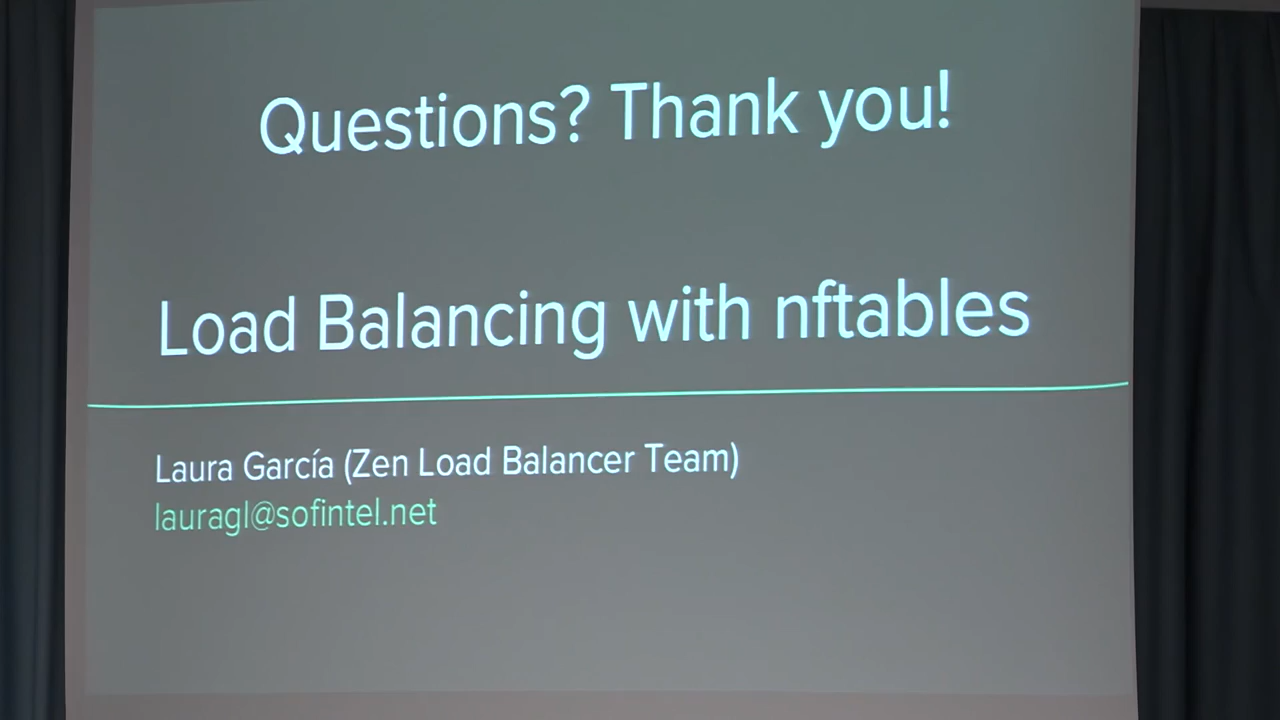 Questions? Thank you!
Load Balancing with nftables
Laura García (Zen Load Balancer Team)
lauragl@sofintel.net